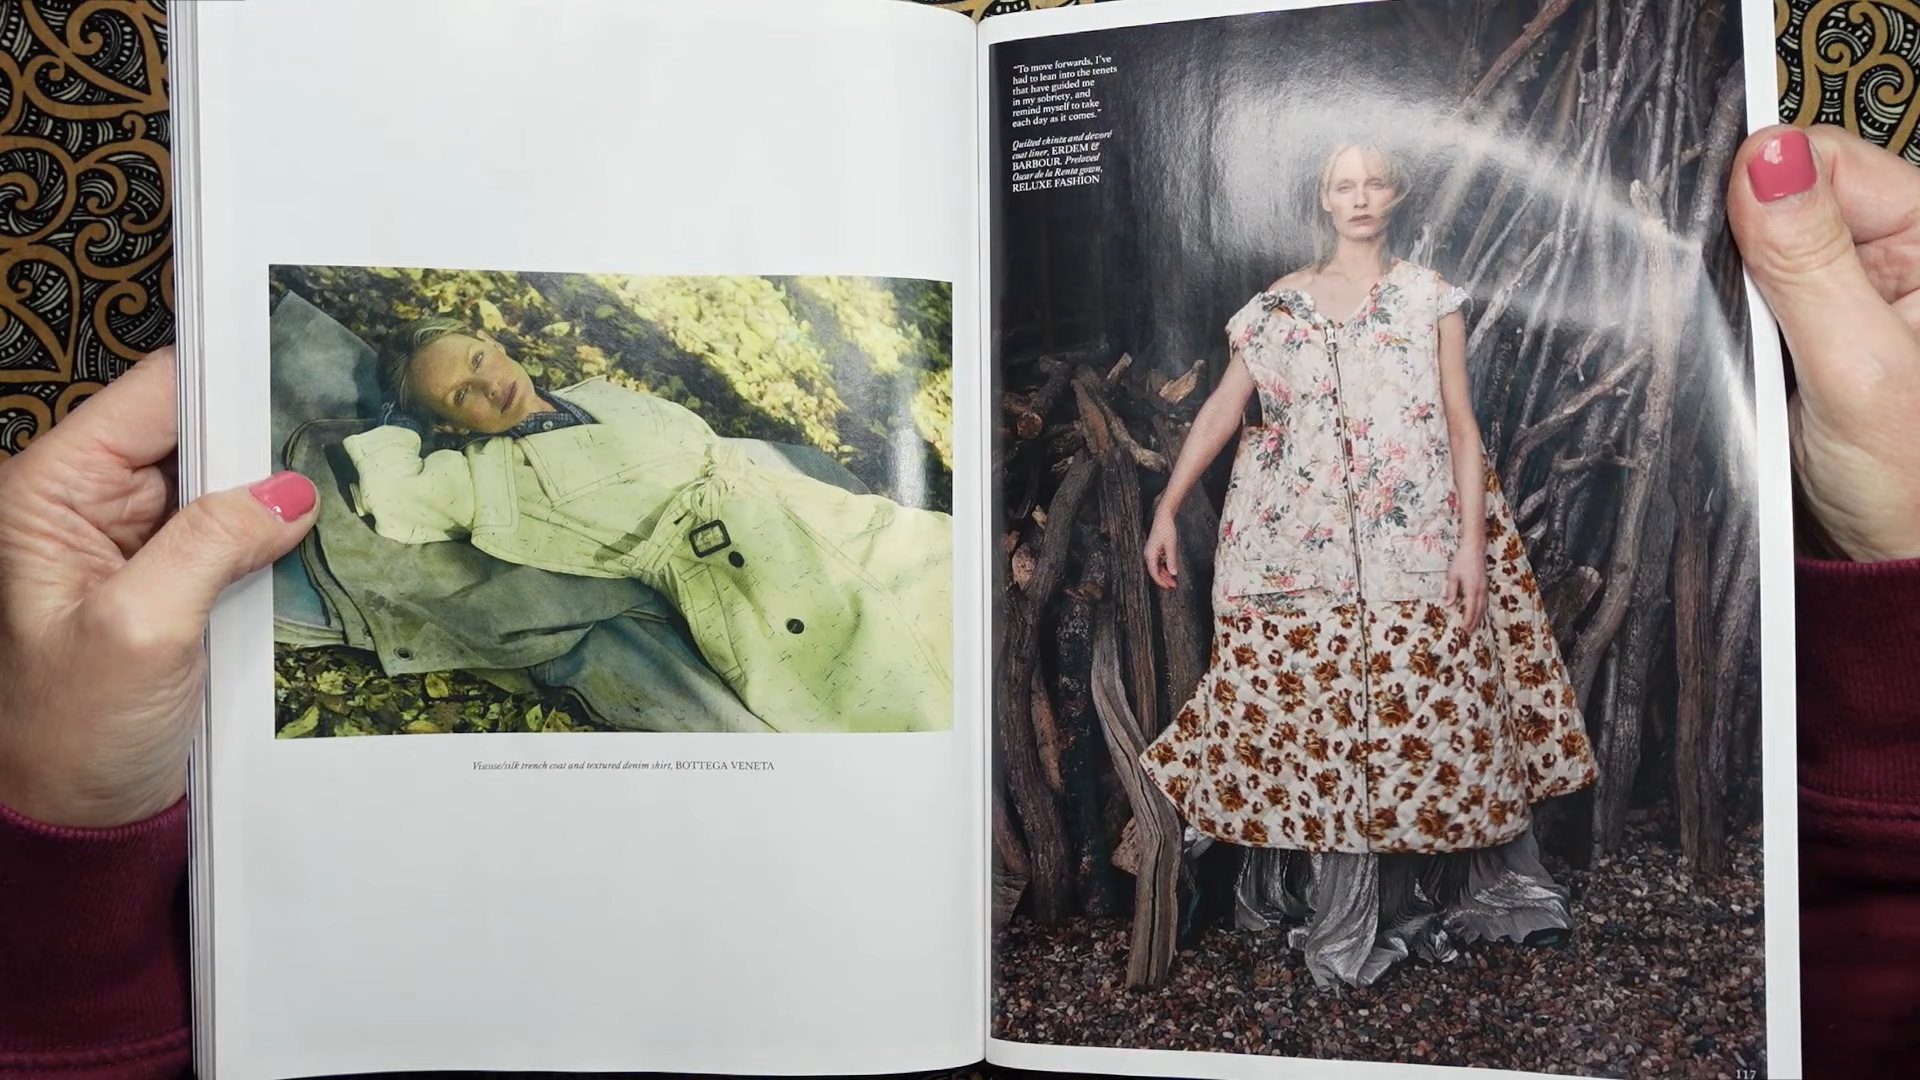 Viscose/silk trench coat and textured denim shirt, BOTTEGA VENETA
"To move forwards, I've
had to lean into the tenets
that have guided me
in my sobriety, and
remind myself to take
each day as it comes."
Quilted chintz and devoré
coat liner, ERDEM &
BARBOUR. Preloved
Oscar de la Renta gown,
RELUXE FASHION
117